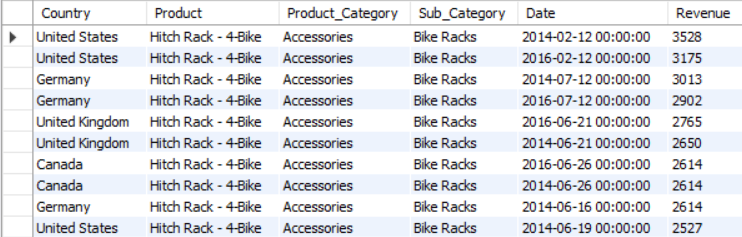 Country Product Product_Category Sub_Category Date Revenue
United States Hitch Rack - 4-Bike Accessories Bike Racks 2014-02-12 00:00:00 3528
United States Hitch Rack - 4-Bike Accessories Bike Racks 2016-02-12 00:00:00 3175
Germany Hitch Rack - 4-Bike Accessories Bike Racks 2014-07-12 00:00:00 3013
Germany Hitch Rack - 4-Bike Accessories Bike Racks 2016-07-12 00:00:00 2902
United Kingdom Hitch Rack - 4-Bike Accessories Bike Racks 2016-06-21 00:00:00 2765
United Kingdom Hitch Rack - 4-Bike Accessories Bike Racks 2014-06-21 00:00:00 2650
Canada Hitch Rack - 4-Bike Accessories Bike Racks 2016-06-26 00:00:00 2614
Canada Hitch Rack - 4-Bike Accessories Bike Racks 2014-06-26 00:00:00 2614
Germany Hitch Rack - 4-Bike Accessories Bike Racks 2014-06-16 00:00:00 2614
United States Hitch Rack - 4-Bike Accessories Bike Racks 2014-06-19 00:00:00 2527